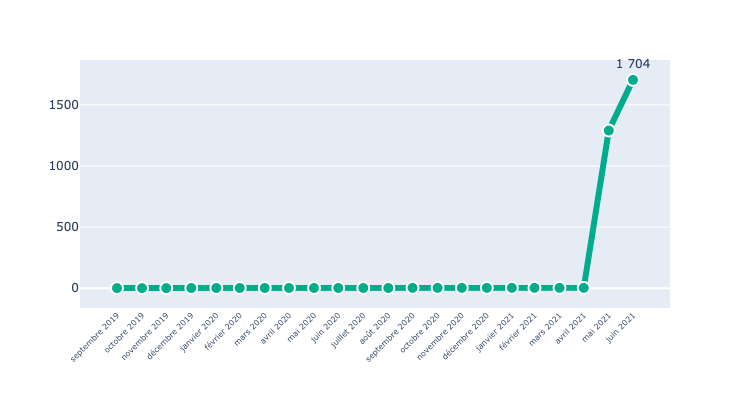 1 704
1500
1000
500
0
septembre 2019
octobre 2019
novembre 2019
décembre 2019
janvier 2020
février 2020
mars 2020
avril 2020
mai 2020
juin 2020
juillet 2020
août 2020
septembre 2020
octobre 2020
novembre 2020
décembre 2020
janvier 2021
février 2021
mars 2021
avril 2021
mai 2021
juin 2021